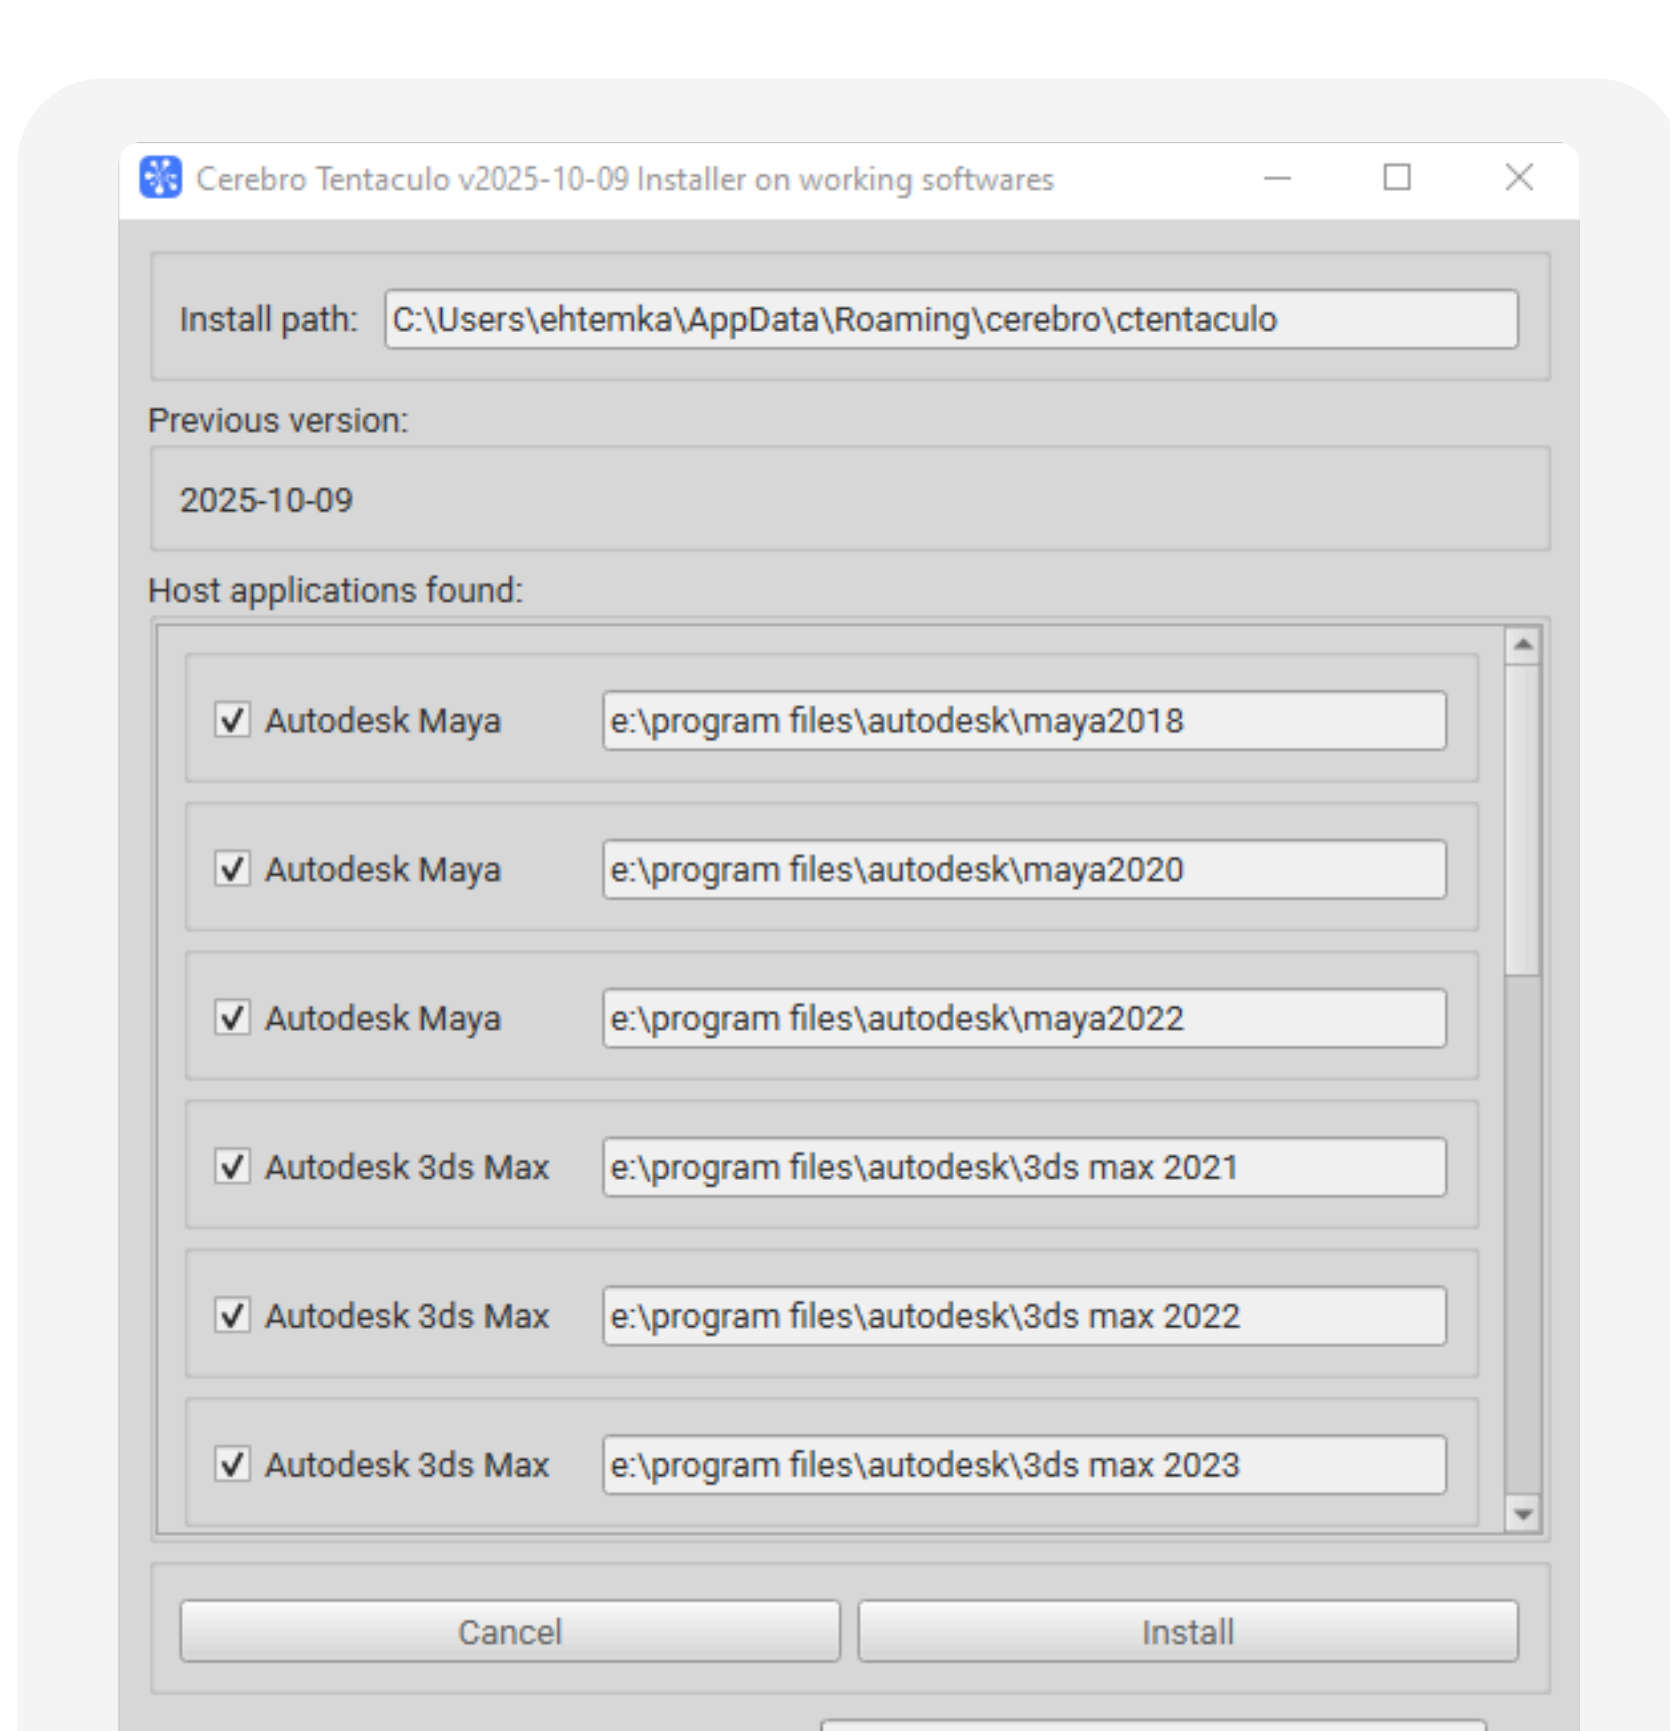 Cerebro Tentaculo v2025-10-09 Installer on working softwares
Install path: C:\Users\ehtemka\AppData\Roaming\cerebro\ctentaculo
Previous version:
2025-10-09
Host applications found:
Autodesk Maya e:\program files\autodesk\maya2018
Autodesk Maya e:\program files\autodesk\maya2020
Autodesk Maya e:\program files\autodesk\maya2022
Autodesk 3ds Max e:\program files\autodesk\3ds max 2021
Autodesk 3ds Max e:\program files\autodesk\3ds max 2022
Autodesk 3ds Max e:\program files\autodesk\3ds max 2023
Cancel Install